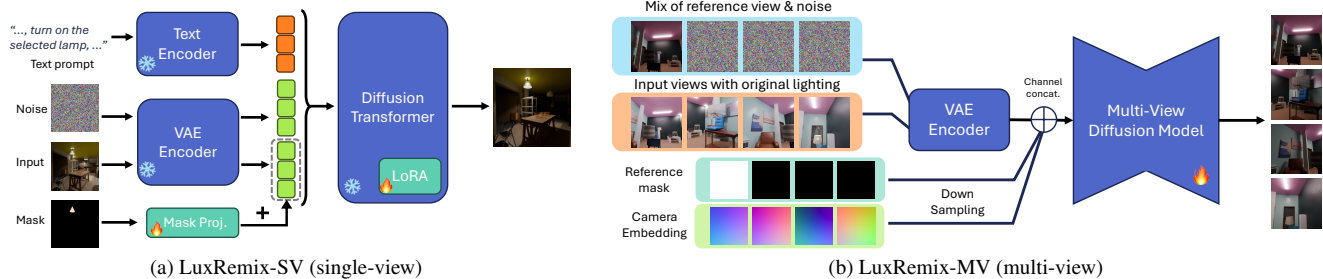 "..., turn on the
selected lamp, ..."
Text prompt
Text
Encoder
Noise
VAE
Encoder
Input
Mask
Mask Proj.
+
Diffusion
Transformer
LoRA
(a) LuxRemix-SV (single-view)
Mix of reference view & noise
Input views with original lighting
VAE
Encoder
Channel
concat.
Multi-View
Diffusion Model
Reference
mask
Down
Sampling
Camera
Embedding
(b) LuxRemix-MV (multi-view)